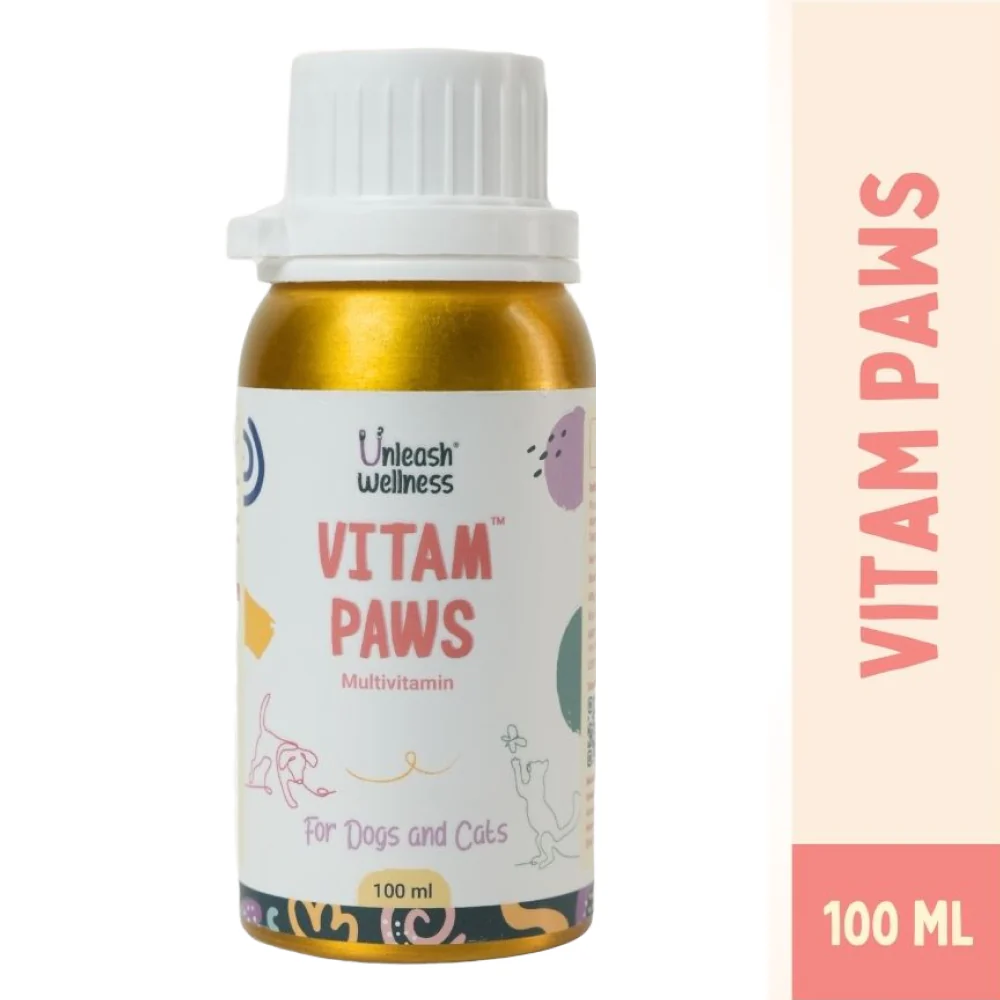 Unleash®
Wellness
VITAM™
PAWS
Multivitamin
For Dogs and Cats
100 ml
VITAM PAWS
100 ML